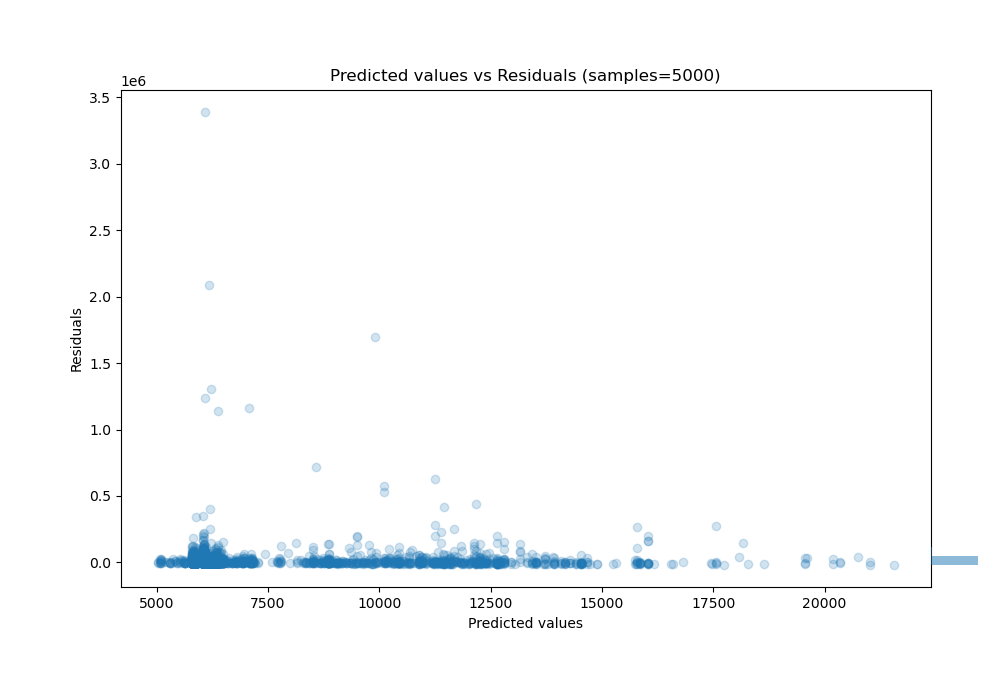 Predicted values vs Residuals (samples=5000)
1e6
3.5
3.0
2.5
2.0
1.5
1.0
0.5
0.0
Residuals
5000 7500 10000 12500 15000 17500 20000
Predicted values